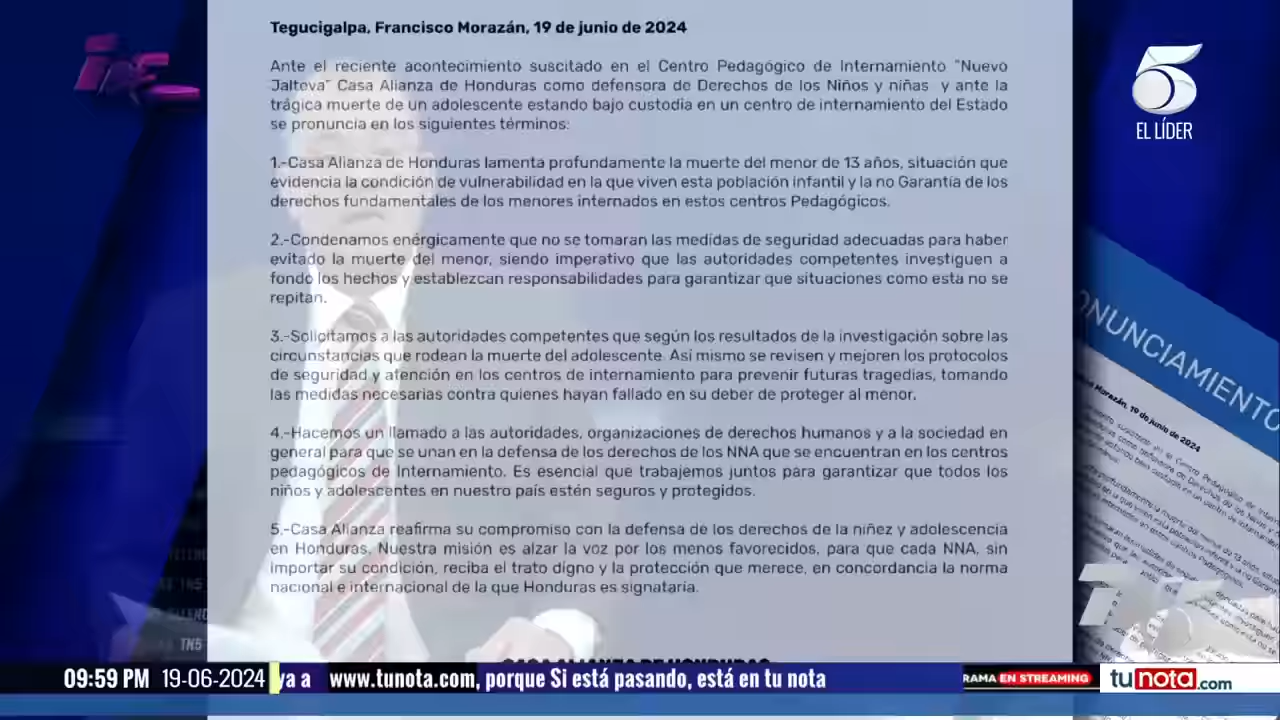 Tegucigalpa, Francisco Morazán, 19 de junio de 2024
Ante el reciente acontecimiento suscitado en el Centro Pedagógico de Internamiento "Nuevo
Jalteva" Casa Alianza de Honduras como defensora de Derechos de los Niños y niñas y ante la
trágica muerte de un adolescente estando bajo custodia en un centro de internamiento del Estado
se pronuncia en los siguientes términos:
1.-Casa Alianza de Honduras lamenta profundamente la muerte del menor de 13 años, situación que
evidencia la condición de vulnerabilidad en la que viven esta población infantil y la no Garantía de los
derechos fundamentales de los menores internados en estos centros Pedagógicos.
2.-Condenamos enérgicamente que no se tomaran las medidas de seguridad adecuadas para haber
evitado la muerte del menor, siendo imperativo que las autoridades competentes investiguen a
fondo los hechos y establezcan responsabilidades para garantizar que situaciones como esta no se
repitan.
3.-Solicitamos a las autoridades competentes que según los resultados de la investigación sobre las
circunstancias que rodean la muerte del adolescente. Así mismo se revisen y mejoren los protocolos
de seguridad y atención en los centros de internamiento para prevenir futuras tragedias, tomando
las medidas necesarias contra quienes hayan fallado en su deber de proteger al menor.
4.-Hacemos un llamado a las autoridades, organizaciones de derechos humanos y a la sociedad en
general para que se unan en la defensa de los derechos de los NNA que se encuentran en los centros
pedagógicos de Internamiento. Es esencial que trabajemos juntos para garantizar que todos los
niños y adolescentes en nuestro país estén seguros y protegidos.
5.-Casa Alianza reafirma su compromiso con la defensa de los derechos de la niñez y adolescencia
en Honduras. Nuestra misión es alzar la voz por los menos favorecidos, para que cada NNA, sin
importar su condición, reciba el trato digno y la protección que merece, en concordancia la norma
nacional e internacional de la que Honduras es signataria.
5
EL LÍDER
ONUNCIAMIENTO
Morazán, 19 de junio de 2024
TN5
09:59 PM 19-06-2024 ya a www.tunota.com, porque Si está pasando, está en tu nota
RAMA EN STREAMING
tunota.com